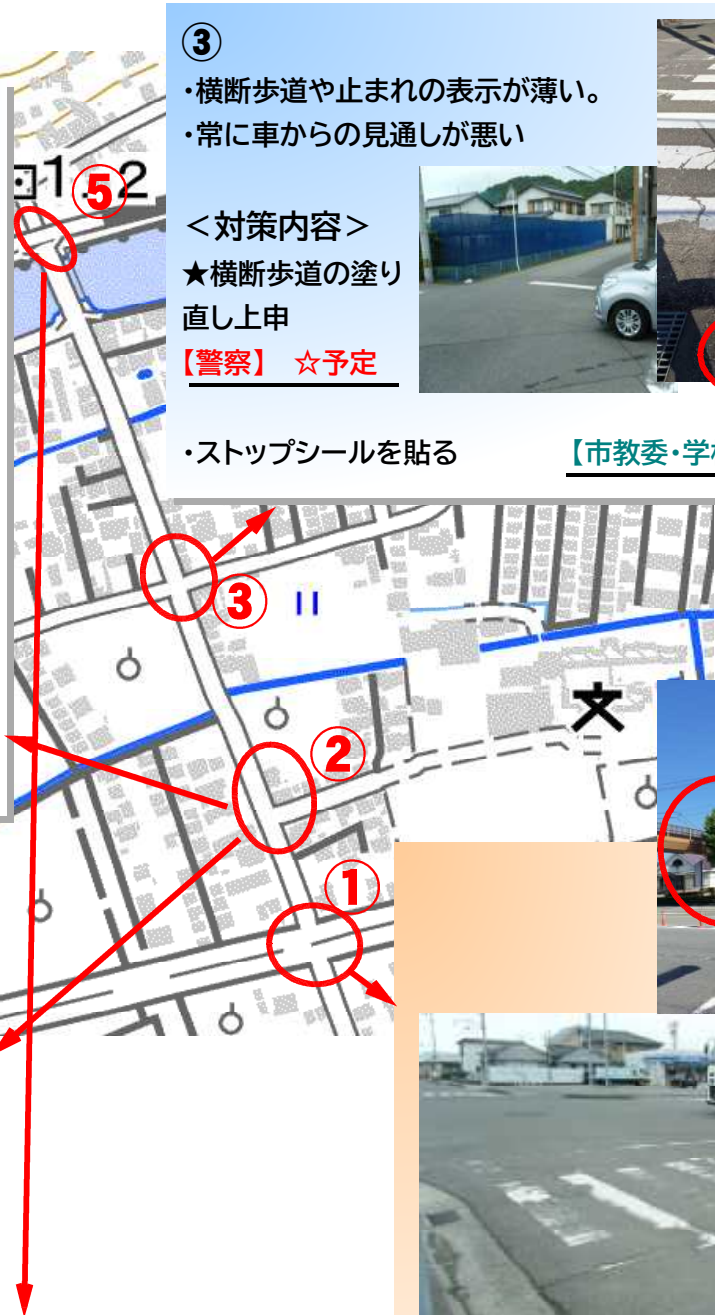 ③
・横断歩道や止まれの表示が薄い。
・常に車からの見通しが悪い
＜対策内容＞
★横断歩道の塗り
直し上申
【警察】　☆予定
・ストップシールを貼る　【市教委・学校
1.2
⑤
③
②
①